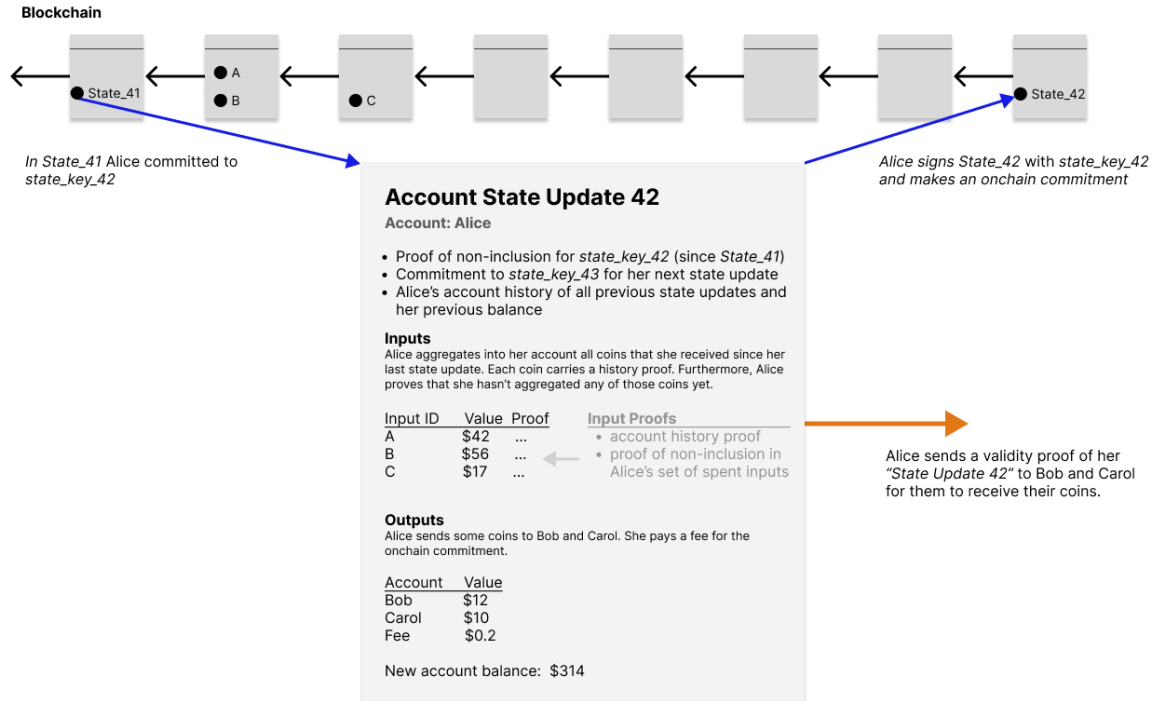 Blockchain
State_41
A
B
C
State_42
In State_41 Alice committed to
state_key_42
Alice signs State_42 with state_key_42
and makes an onchain commitment
Account State Update 42
Account: Alice
• Proof of non-inclusion for state_key_42 (since State_41)
• Commitment to state_key_43 for her next state update
• Alice's account history of all previous state updates and
her previous balance
Inputs
Alice aggregates into her account all coins that she received since her
last state update. Each coin carries a history proof. Furthermore, Alice
proves that she hasn't aggregated any of those coins yet.
Input ID Value Proof
A $42 ...
B $56 ...
C $17 ...
Input Proofs
• account history proof
• proof of non-inclusion in
Alice's set of spent inputs
Alice sends a validity proof of her
"State Update 42" to Bob and Carol
for them to receive their coins.
Outputs
Alice sends some coins to Bob and Carol. She pays a fee for the
onchain commitment.
Account Value
Bob $12
Carol $10
Fee $0.2
New account balance: $314